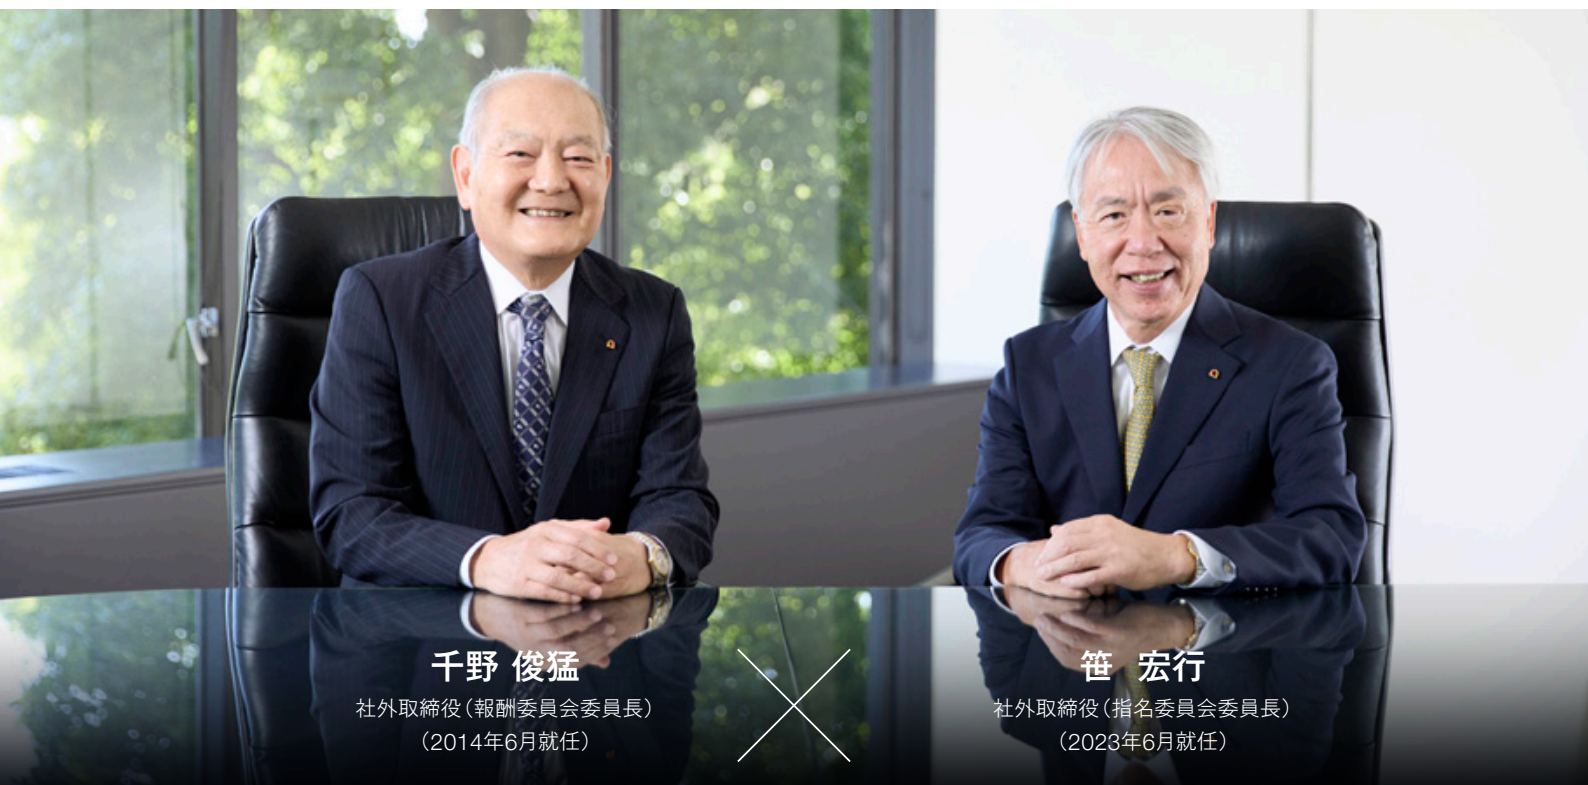 千野 俊猛
社外取締役（報酬委員会委員長）
（2014年6月就任）
笹 宏行
社外取締役（指名委員会委員長）
（2023年6月就任）